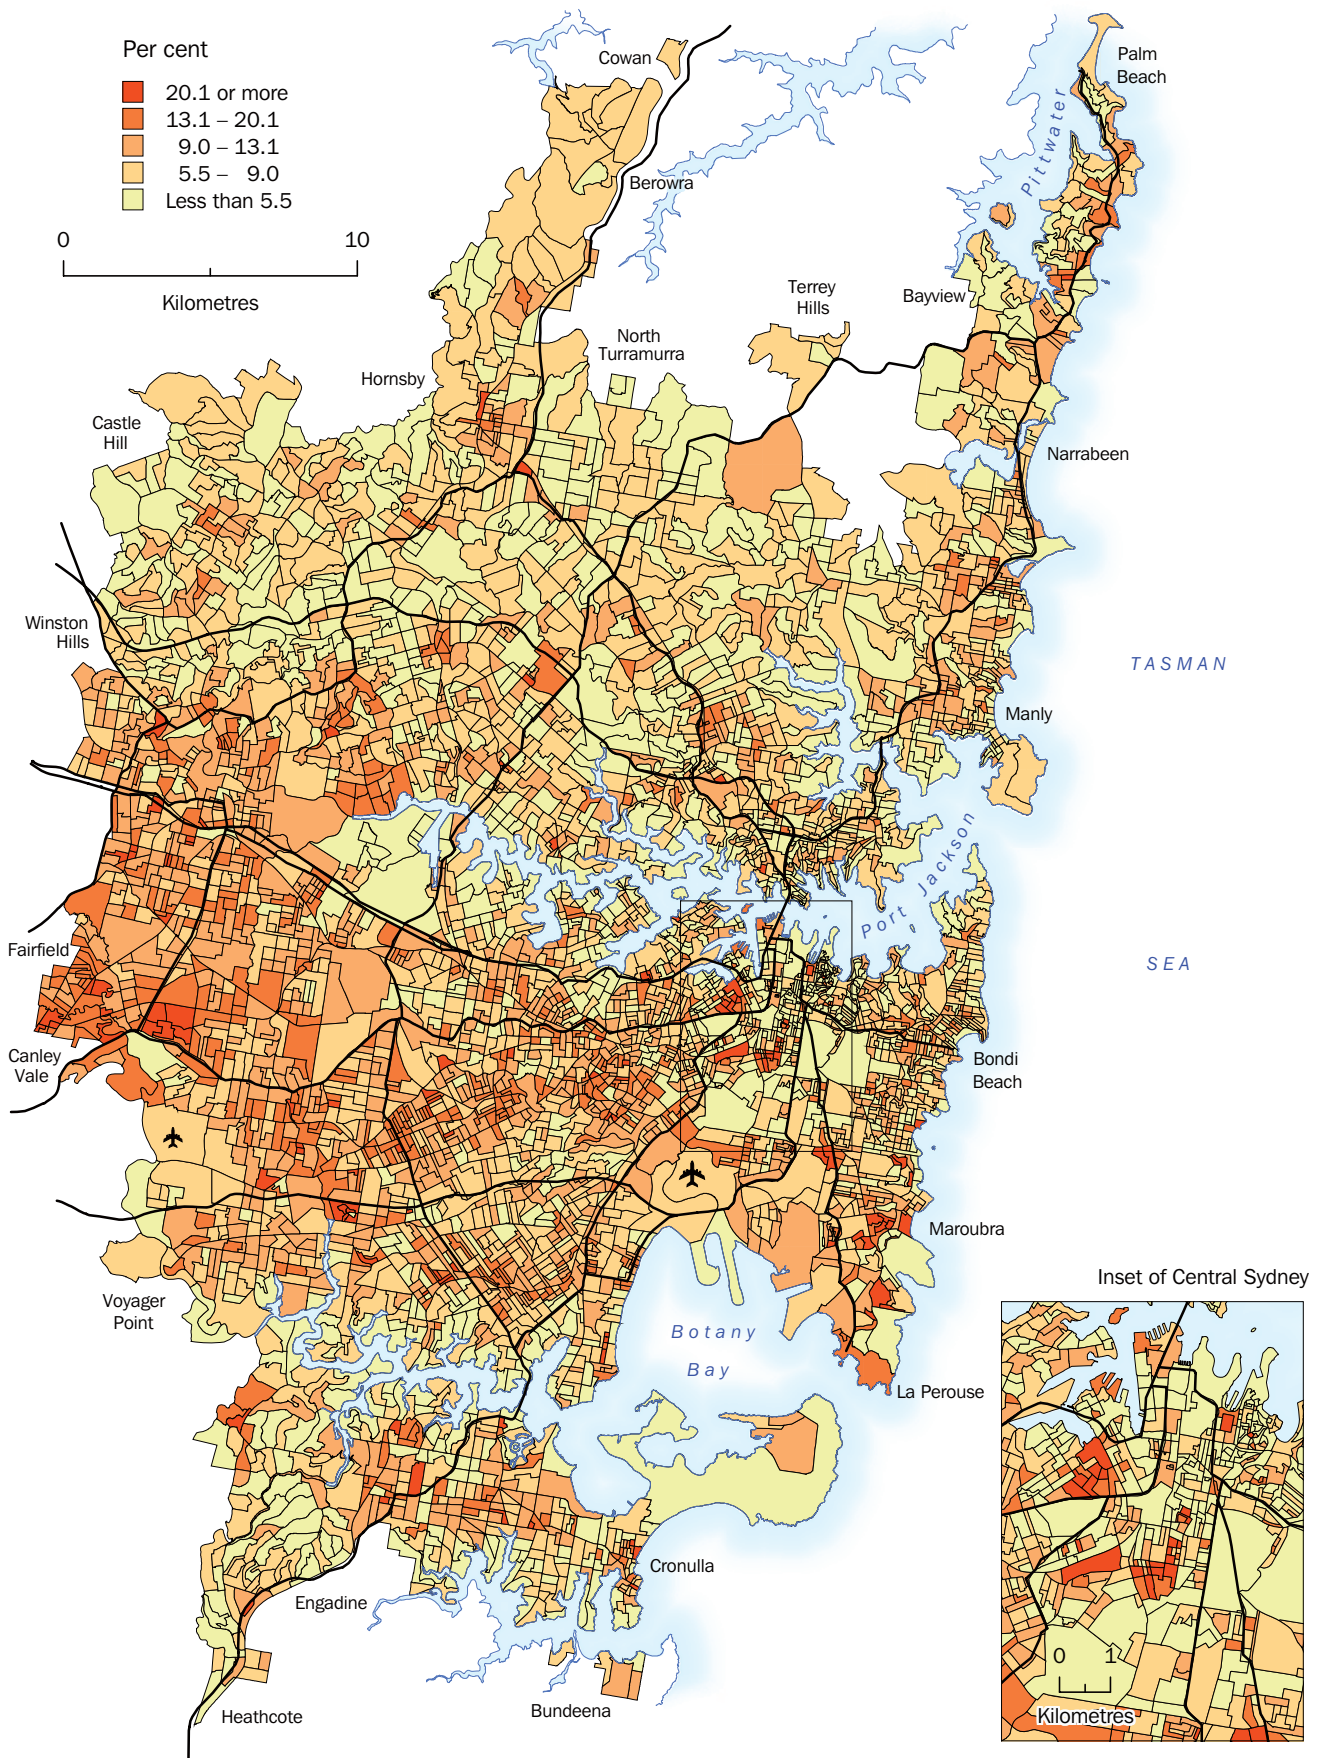 Per cent
20.1 or more
13.1 – 20.1
9.0 – 13.1
5.5 – 9.0
Less than 5.5
0 10
Kilometres
Cowan
Palm
Beach
Pittwater
Berowra
Terrey
Hills
Bayview
North
Turramurra
Hornsby
Castle
Hill
Narrabeen
Winston
Hills
TASMAN
Manly
Port Jackson
Fairfield
SEA
Canley
Vale
Bondi
Beach
Maroubra
Voyager
Point
Botany
Bay
La Perouse
Cronulla
Engadine
Heathcote
Bundeena
Inset of Central Sydney
0 1
Kilometres